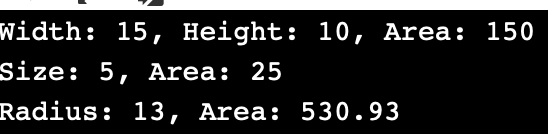 Width: 15, Height: 10, Area: 150
Size: 5, Area: 25
Radius: 13, Area: 530.93